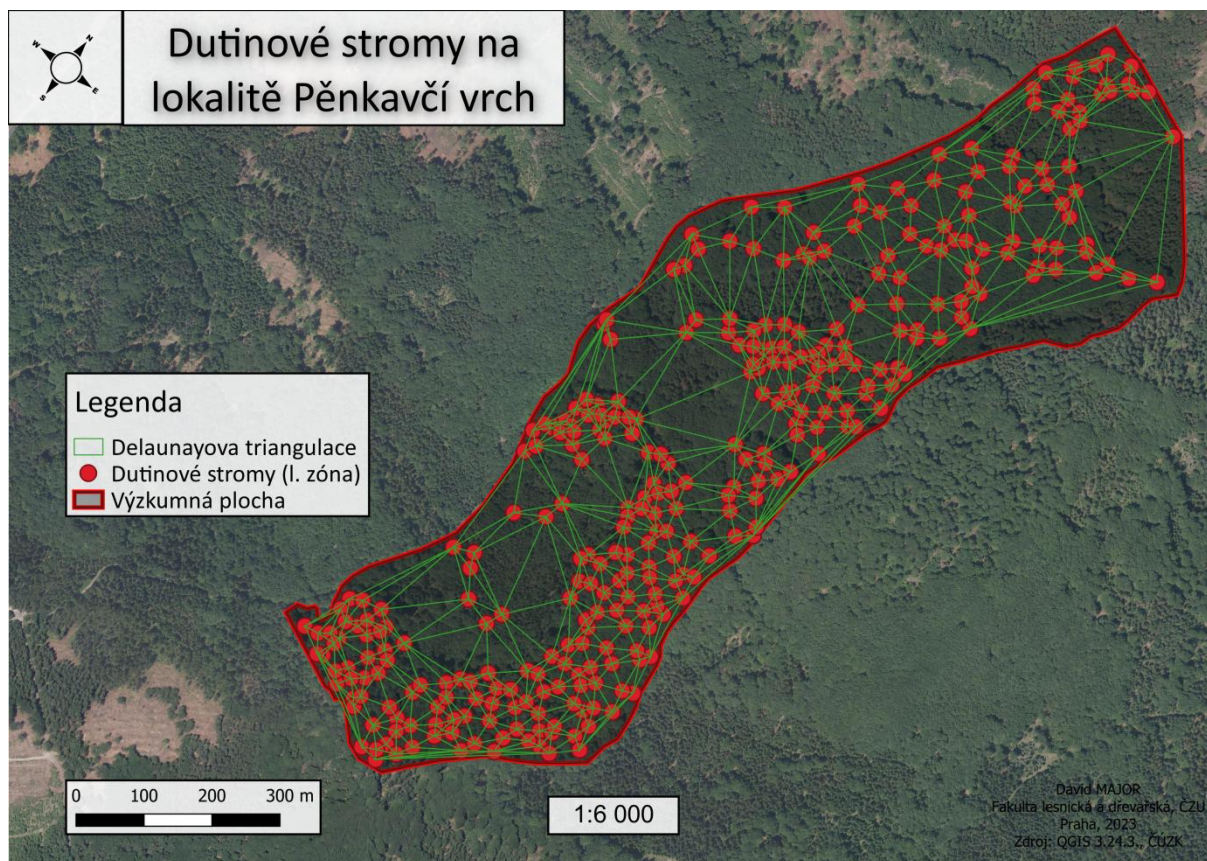 N
N
S
E
Dutinové stromy na
lokalitě Pěnkavčí vrch
Legenda
Delaunayova triangulace
Dutinové stromy (I. zóna)
Výzkumná plocha
0 100 200 300 m
1:6 000
David MAJOR
Fakulta lesnická a dřevařská, ČZU
Praha, 2023
Zdroj: QGIS 3.24.3., ČÚZK